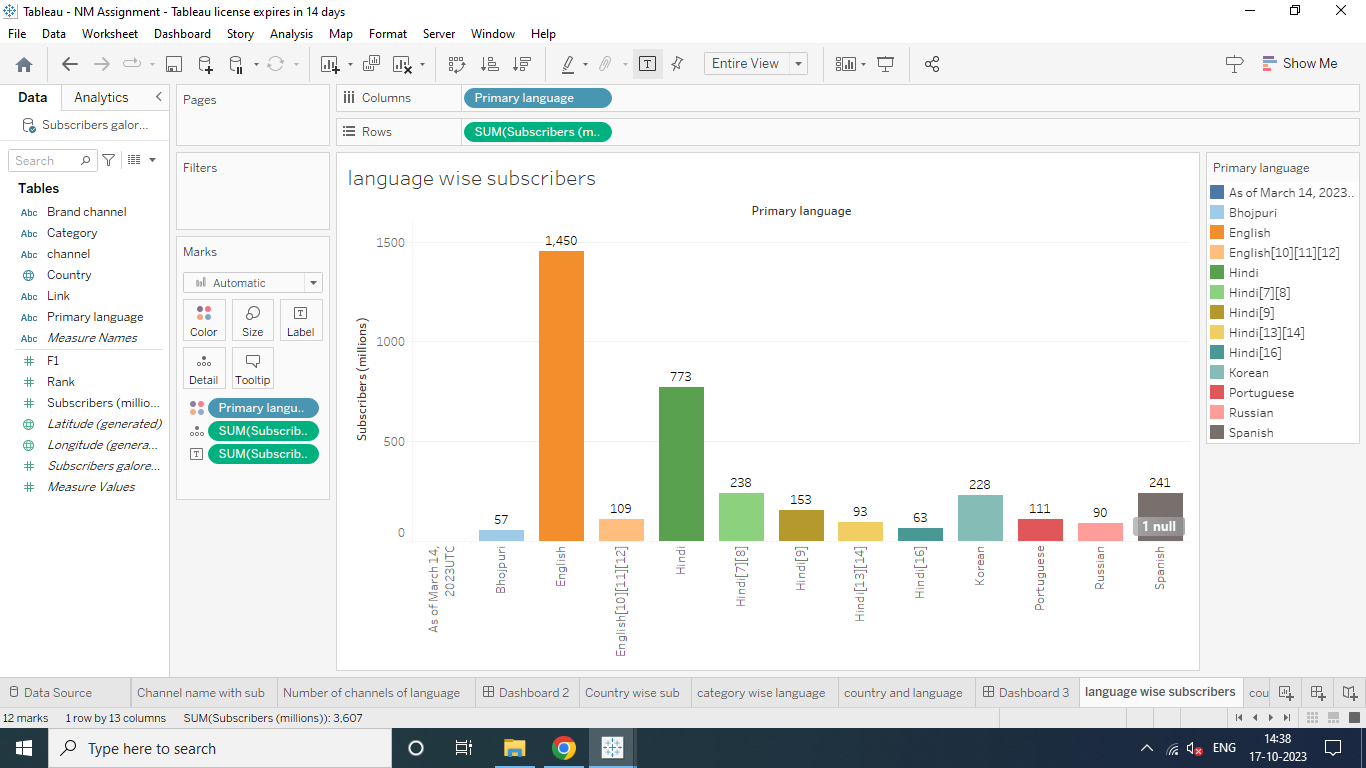 Tableau - NM Assignment - Tableau license expires in 14 days
File Data Worksheet Dashboard Story Analysis Map Format Server Window Help
Entire View
Show Me
Data Analytics
Subscribers galor...
Search
Tables
Abc Brand channel
Abc Category
Abc channel
Country
Abc Link
Abc Primary language
Abc Measure Names
# F1
# Rank
# Subscribers (millio...
Latitude (generated)
Longitude (genera...
# Subscribers galore...
# Measure Values
Pages
Filters
Marks
Automatic
Color Size Label
Detail Tooltip
Primary langu..
SUM(Subscrib..
SUM(Subscrib..
Columns Primary language
Rows SUM(Subscribers (m..
language wise subscribers
Primary language
Subscribers (millions)
1500
1000
500
0
57
1,450
109
773
238
153
93
63
228
111
90
241
1 null
As of March 14,
2023UTC
Bhojpuri
English
English[10][11][12]
Hindi
Hindi[7][8]
Hindi[9]
Hindi[13][14]
Hindi[16]
Korean
Portuguese
Russian
Spanish
Primary language
As of March 14, 2023..
Bhojpuri
English
English[10][11][12]
Hindi
Hindi[7][8]
Hindi[9]
Hindi[13][14]
Hindi[16]
Korean
Portuguese
Russian
Spanish
Data Source Channel name with sub Number of channels of language Dashboard 2 Country wise sub category wise language country and language Dashboard 3 language wise subscribers cou
12 marks 1 row by 13 columns SUM(Subscribers (millions)): 3,607
Type here to search
ENG
14:38
17-10-2023